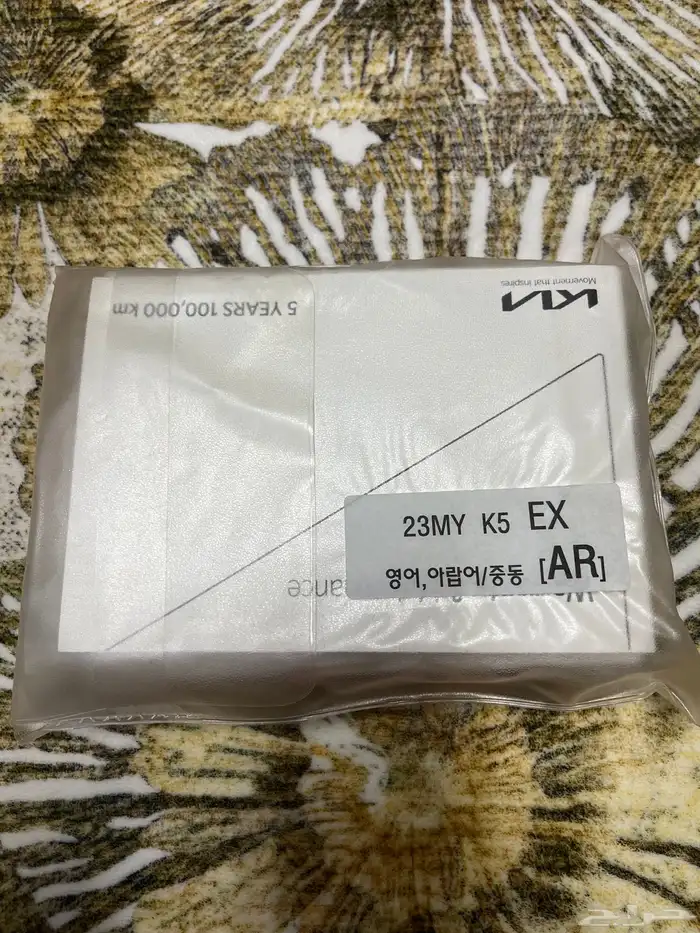 Movement that inspires
KIA
5 YEARS 100,000 km
23MY K5 EX
영어,아랍어/중동 [AR]
حراج